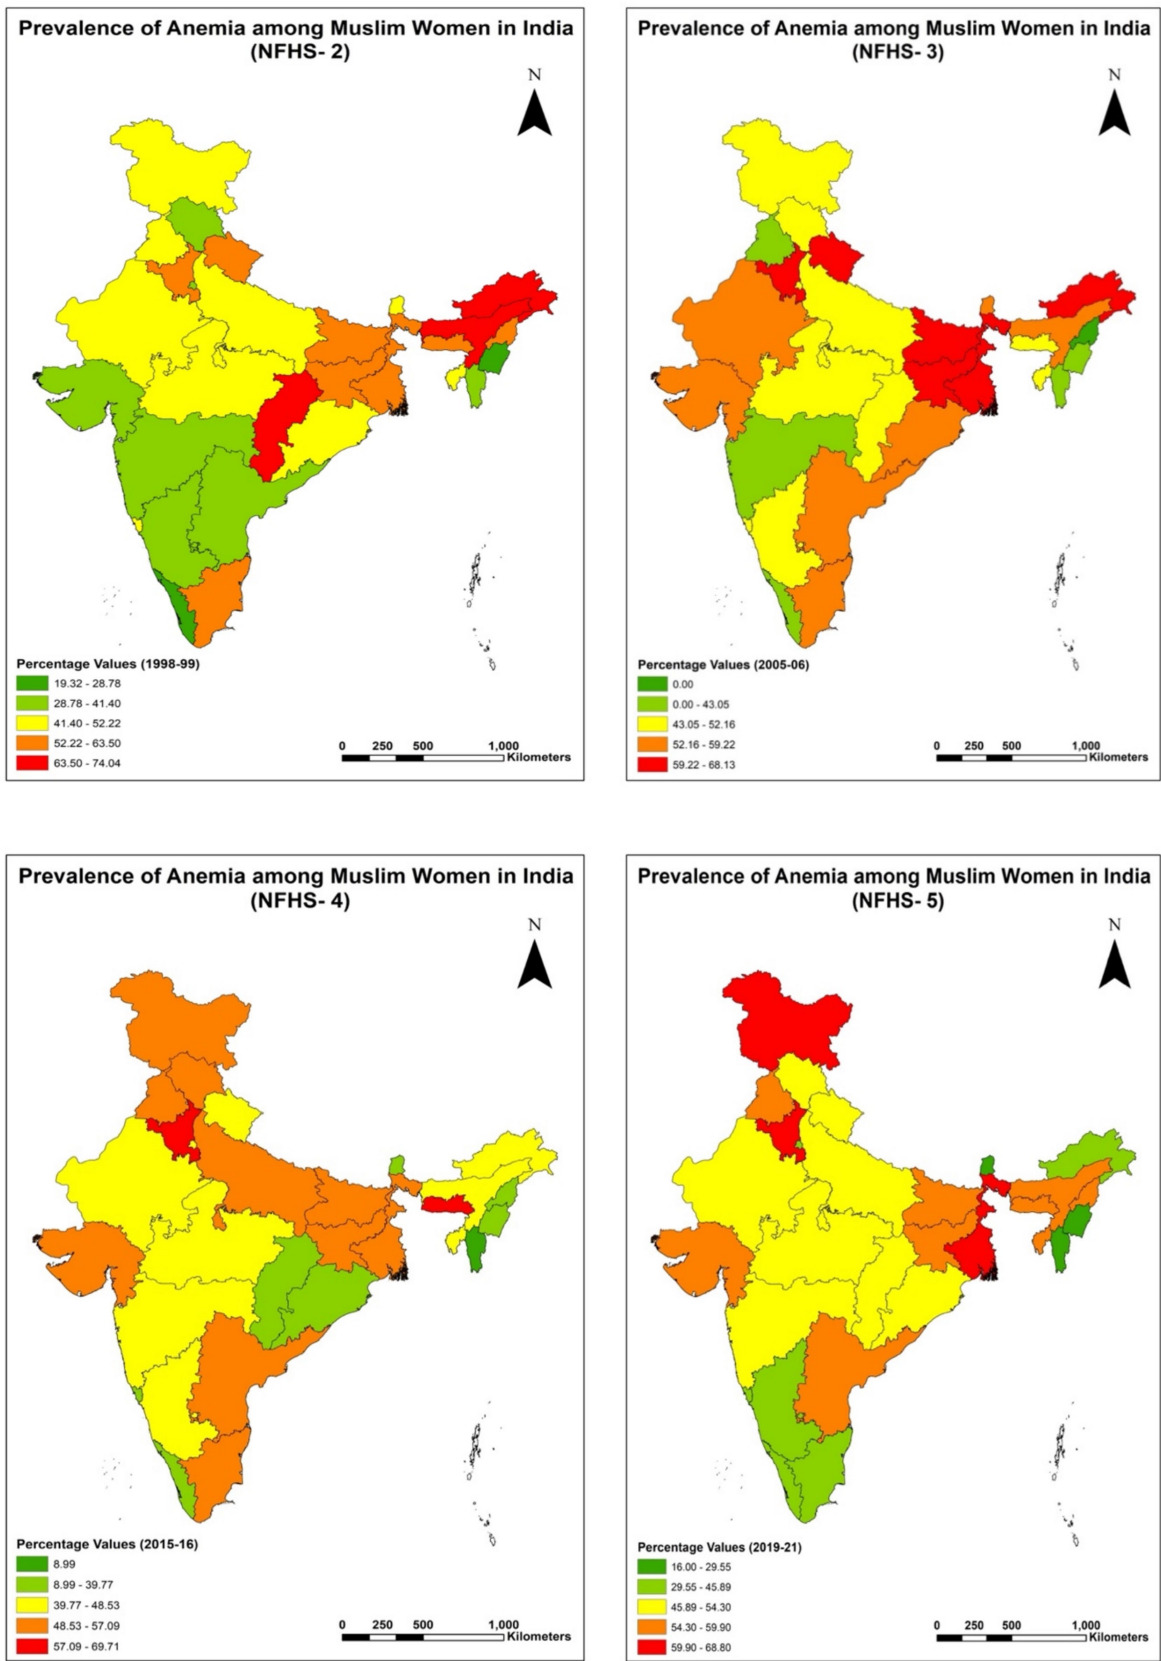 Prevalence of Anemia among Muslim Women in India
(NFHS- 2)
N
Percentage Values (1998-99)
19.32 - 28.78
28.78 - 41.40
41.40 - 52.22
52.22 - 63.50
63.50 - 74.04
0 250 500 1,000
Kilometers
Prevalence of Anemia among Muslim Women in India
(NFHS- 3)
N
Percentage Values (2005-06)
0.00
0.00 - 43.05
43.05 - 52.16
52.16 - 59.22
59.22 - 68.13
0 250 500 1,000
Kilometers
Prevalence of Anemia among Muslim Women in India
(NFHS- 4)
N
Percentage Values (2015-16)
8.99
8.99 - 39.77
39.77 - 48.53
48.53 - 57.09
57.09 - 69.71
0 250 500 1,000
Kilometers
Prevalence of Anemia among Muslim Women in India
(NFHS- 5)
N
Percentage Values (2019-21)
16.00 - 29.55
29.55 - 45.89
45.89 - 54.30
54.30 - 59.90
59.90 - 68.80
0 250 500 1,000
Kilometers